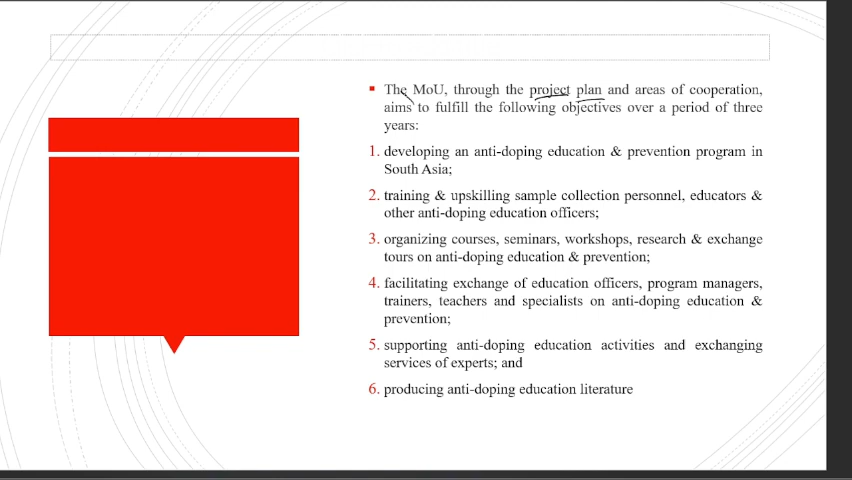 The MoU, through the project plan and areas of cooperation,
aims to fulfill the following objectives over a period of three
years:
1. developing an anti-doping education & prevention program in
South Asia;
2. training & upskilling sample collection personnel, educators &
other anti-doping education officers;
3. organizing courses, seminars, workshops, research & exchange
tours on anti-doping education & prevention;
4. facilitating exchange of education officers, program managers,
trainers, teachers and specialists on anti-doping education &
prevention;
5. supporting anti-doping education activities and exchanging
services of experts; and
6. producing anti-doping education literature